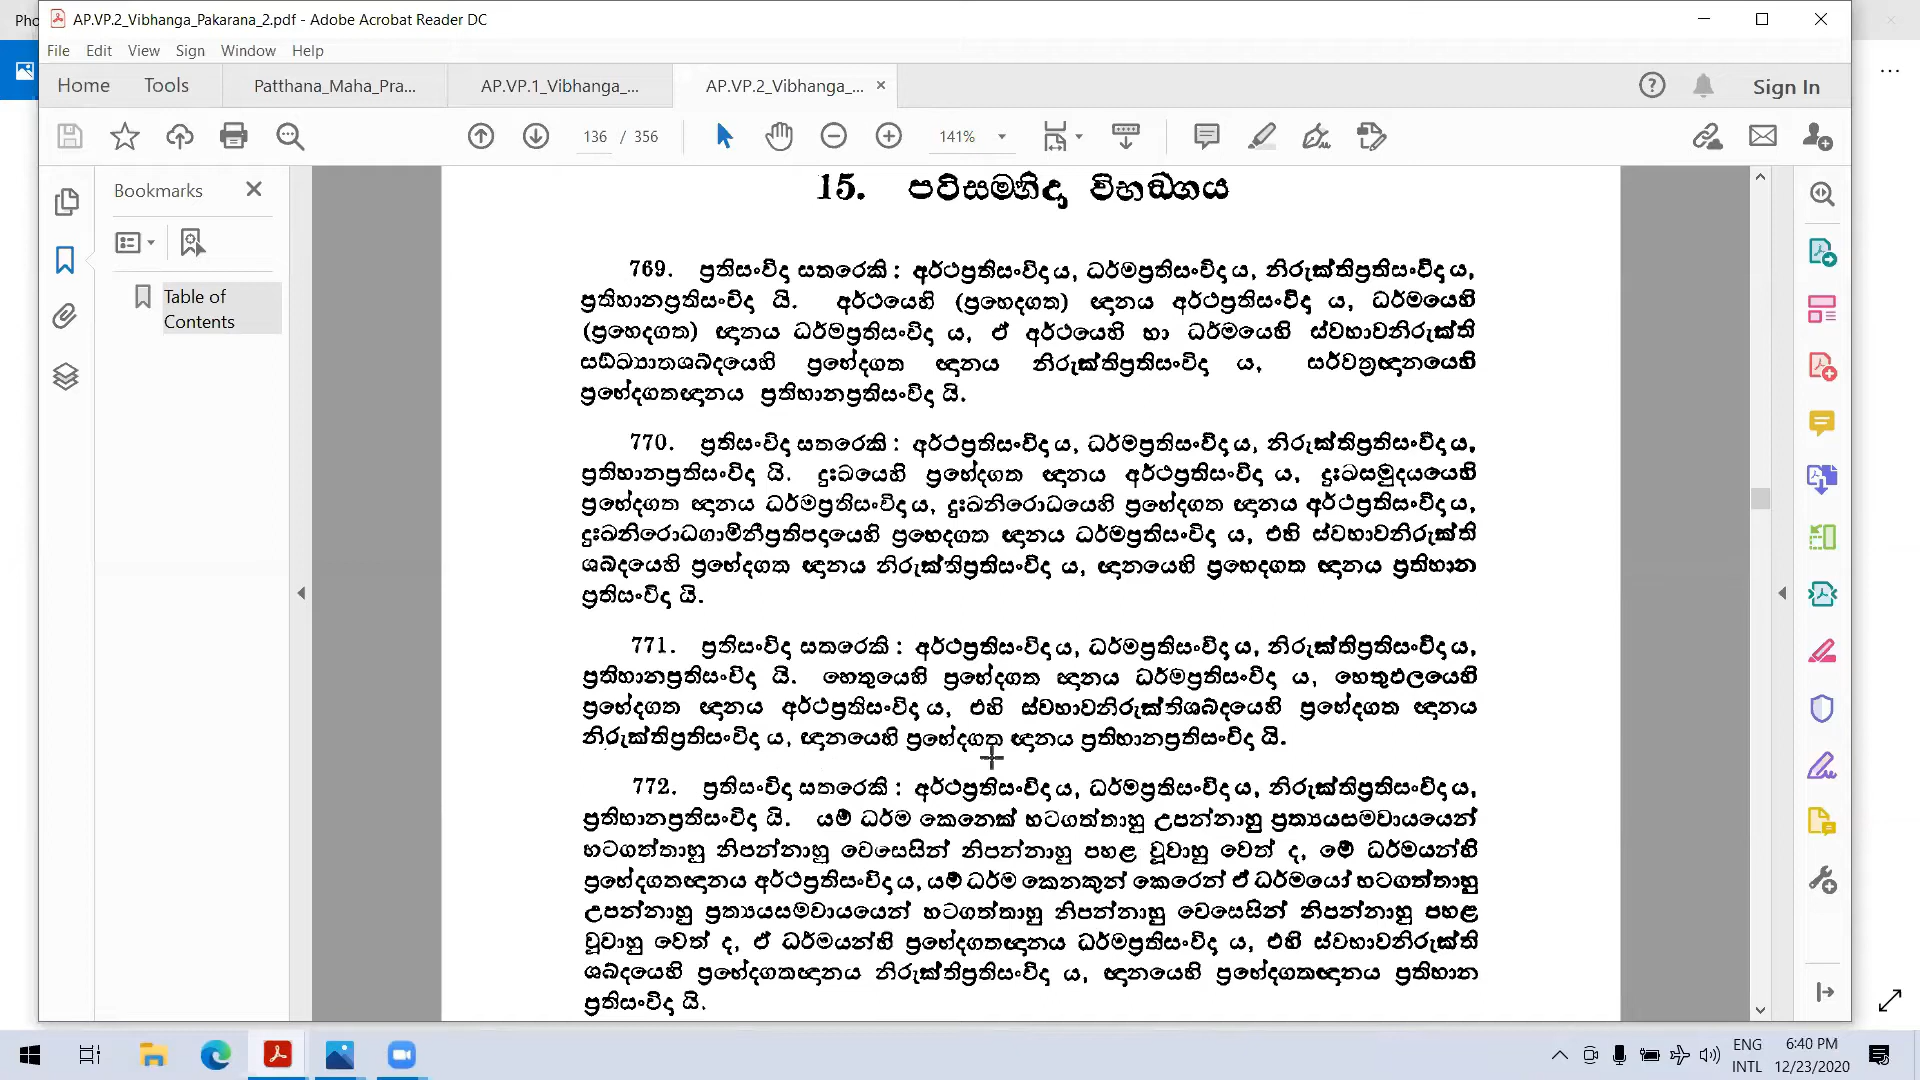 Pho
AP.VP.2_Vibhanga_Pakarana_2.pdf - Adobe Acrobat Reader DC
File Edit View Sign Window Help
Home Tools Patthana_Maha_Pra... AP.VP.1_Vibhanga_... AP.VP.2_Vibhanga_... Sign In
136 / 356 141%
Bookmarks
Table of
Contents
15. පටිසම්භිදා විභඞ්ගය
769. ප්‍රතිසංවිදා සතරෙකි : අර්ථප්‍රතිසංවිදා ය, ධර්මප්‍රතිසංවිදා ය, නිරුක්තිප්‍රතිසංවිදා ය,
ප්‍රතිභානප්‍රතිසංවිදා යි. අර්ථයෙහි (ප්‍රභෙදගත) ඥානය අර්ථප්‍රතිසංවිදා ය, ධර්මයෙහි
(ප්‍රභෙදගත) ඥානය ධර්මප්‍රතිසංවිදා ය, ඒ අර්ථයෙහි හා ධර්මයෙහි ස්වභාවනිරුක්ති
සඞ්ඛ්‍යාතශබ්දයෙහි ප්‍රභේදගත ඥානය නිරුක්තිප්‍රතිසංවිදා ය, සර්වත්‍රඥානයෙහි
ප්‍රභේදගතඥානය ප්‍රතිභානප්‍රතිසංවිදා යි.
770. ප්‍රතිසංවිදා සතරෙකි : අර්ථප්‍රතිසංවිදා ය, ධර්මප්‍රතිසංවිදා ය, නිරුක්තිප්‍රතිසංවිදා ය,
ප්‍රතිභානප්‍රතිසංවිදා යි. දුඃඛයෙහි ප්‍රභේදගත ඥානය අර්ථප්‍රතිසංවිදා ය, දුඃඛසමුදයයෙහි
ප්‍රභේදගත ඥානය ධර්මප්‍රතිසංවිදා ය, දුඃඛනිරොධයෙහි ප්‍රභේදගත ඥානය අර්ථප්‍රතිසංවිදා ය,
දුඃඛනිරොධගාමිනීප්‍රතිපදායෙහි ප්‍රභෙදගත ඥානය ධර්මප්‍රතිසංවිදා ය, එහි ස්වභාවනිරුක්ති
ශබ්දයෙහි ප්‍රභේදගත ඥානය නිරුක්තිප්‍රතිසංවිදා ය, ඥානයෙහි ප්‍රභෙදගත ඥානය ප්‍රතිභාන
ප්‍රතිසංවිදා යි.
771. ප්‍රතිසංවිදා සතරෙකි : අර්ථප්‍රතිසංවිදා ය, ධර්මප්‍රතිසංවිදා ය, නිරුක්තිප්‍රතිසංවිදා ය,
ප්‍රතිභානප්‍රතිසංවිදා යි. හෙතුයෙහි ප්‍රභේදගත ඥානය ධර්මප්‍රතිසංවිදා ය, හෙතුඵලයෙහි
ප්‍රභේදගත ඥානය අර්ථප්‍රතිසංවිදා ය, එහි ස්වභාවනිරුක්තිශබ්දයෙහි ප්‍රභේදගත ඥානය
නිරුක්තිප්‍රතිසංවිදා ය, ඥානයෙහි ප්‍රභේදගත ඥානය ප්‍රතිභානප්‍රතිසංවිදා යි.
772. ප්‍රතිසංවිදා සතරෙකි : අර්ථප්‍රතිසංවිදා ය, ධර්මප්‍රතිසංවිදා ය, නිරුක්තිප්‍රතිසංවිදා ය,
ප්‍රතිභානප්‍රතිසංවිදා යි. යම් ධර්ම කෙනෙක් හටගත්තාහු උපන්නාහු ප්‍රත්‍යයසමවායයෙන්
හටගත්තාහු නිපන්නාහු වෙසෙසින් නිපන්නාහු පහළ වූවාහු වෙත් ද, මේ ධර්මයන්හි
ප්‍රභේදගතඥානය අර්ථප්‍රතිසංවිදා ය, යම් ධර්ම කෙනකුන් කෙරෙන් ඒ ධර්මයෝ හටගත්තාහු
උපන්නාහු ප්‍රත්‍යයසමවායයෙන් හටගත්තාහු නිපන්නාහු වෙසෙසින් නිපන්නාහු පහළ
වූවාහු වෙත් ද, ඒ ධර්මයන්හි ප්‍රභේදගතඥානය ධර්මප්‍රතිසංවිදා ය, එහි ස්වභාවනිරුක්ති
ශබ්දයෙහි ප්‍රභේදගතඥානය නිරුක්තිප්‍රතිසංවිදා ය, ඥානයෙහි ප්‍රභේදගතඥානය ප්‍රතිභාන
ප්‍රතිසංවිදා යි.
ENG 6:40 PM
INTL 12/23/2020